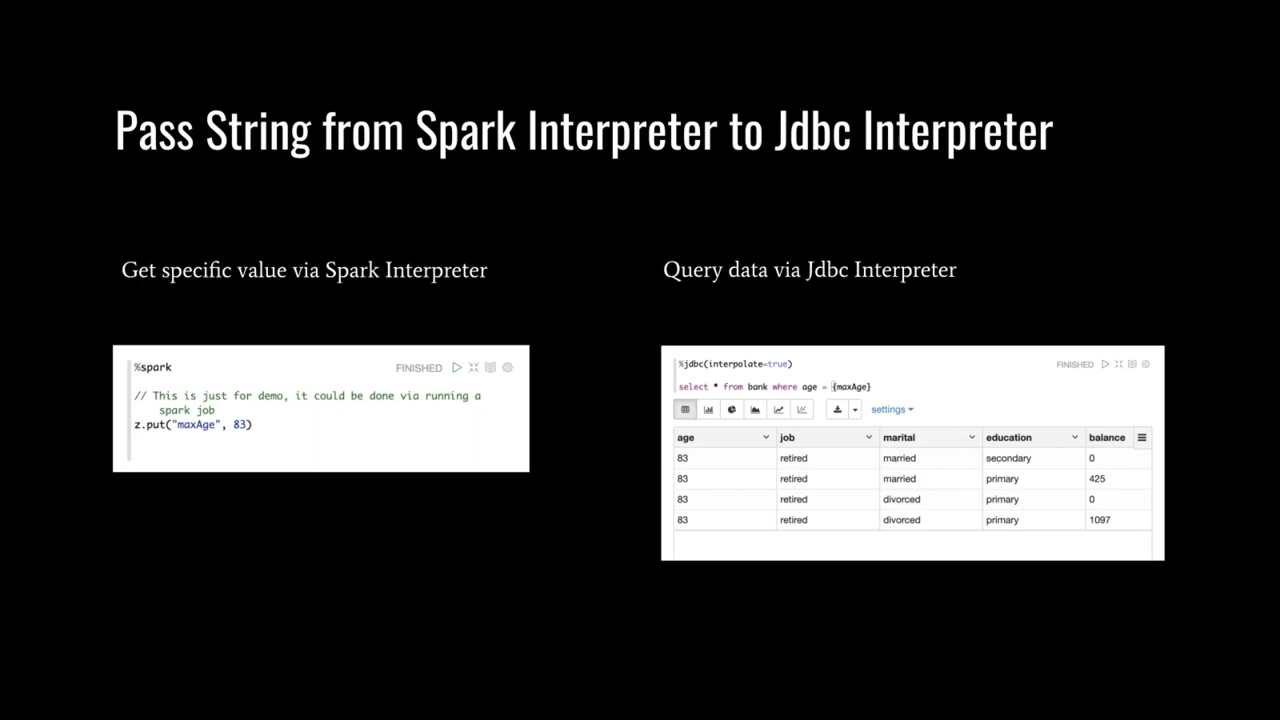 Pass String from Spark Interpreter to Jdbc Interpreter
Get specific value via Spark Interpreter
%spark
FINISHED
// This is just for demo, it could be done via running a
spark job
z.put("maxAge", 83)
Query data via Jdbc Interpreter
%jdbc(interpolate=true)
FINISHED
select * from bank where age = {maxAge}
settings
age job marital education balance
83 retired married secondary 0
83 retired married primary 425
83 retired divorced primary 0
83 retired divorced primary 1097